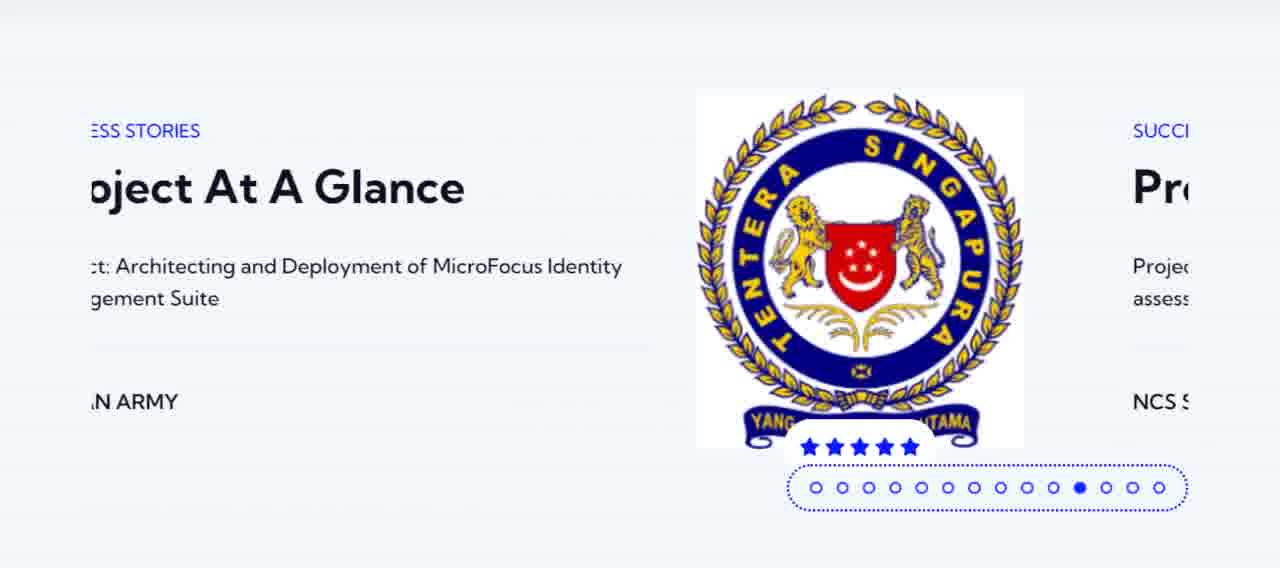 ESS STORIES
oject At A Glance
ct: Architecting and Deployment of MicroFocus Identity
gement Suite
AN ARMY
TENTERA SINGAPURA
YANG UTAMA
SUCC
Pr
Projec
assess
NCS S